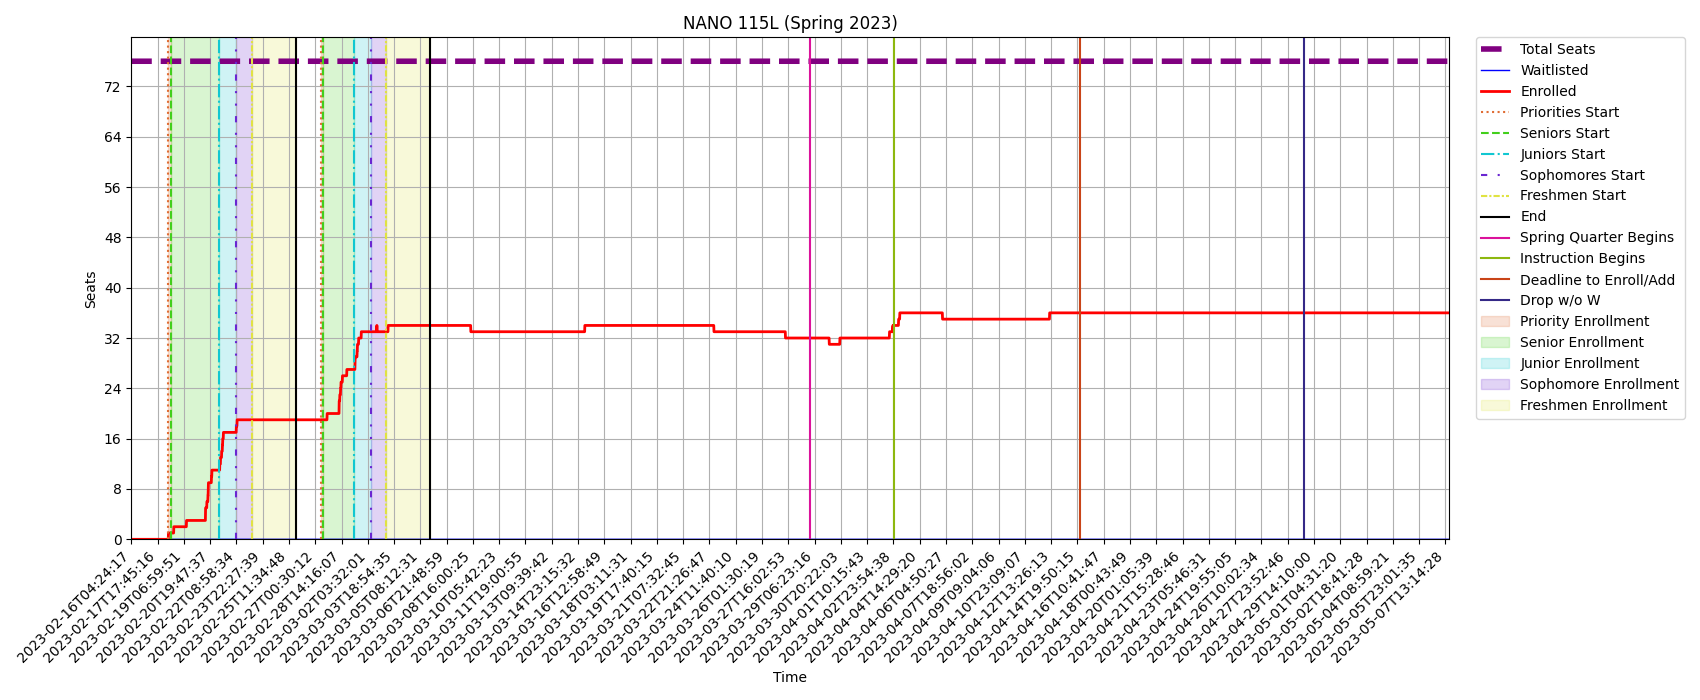 NANO 115L (Spring 2023)
Seats
72
64
56
48
40
32
24
16
8
0
2023-02-16T04:24:17
2023-02-17T17:45:16
2023-02-19T06:59:51
2023-02-20T19:47:37
2023-02-22T08:58:34
2023-02-23T22:27:39
2023-02-25T11:34:48
2023-02-27T00:30:12
2023-02-28T14:16:07
2023-03-02T03:32:01
2023-03-03T18:54:35
2023-03-05T08:12:31
2023-03-06T21:48:59
2023-03-08T16:00:25
2023-03-10T05:42:23
2023-03-11T19:00:55
2023-03-13T09:39:42
2023-03-14T23:15:32
2023-03-16T12:58:49
2023-03-18T03:11:31
2023-03-19T17:40:15
2023-03-21T07:32:45
2023-03-22T21:26:47
2023-03-24T11:40:10
2023-03-26T01:30:19
2023-03-27T16:02:53
2023-03-29T06:23:16
2023-03-30T20:22:03
2023-04-01T10:15:43
2023-04-02T23:54:38
2023-04-04T14:29:20
2023-04-06T04:50:27
2023-04-07T18:56:02
2023-04-09T09:04:06
2023-04-10T23:09:07
2023-04-12T13:26:13
2023-04-14T19:50:15
2023-04-16T10:41:47
2023-04-18T00:43:49
2023-04-20T01:05:39
2023-04-21T15:28:46
2023-04-23T05:46:31
2023-04-24T19:55:05
2023-04-26T10:02:34
2023-04-27T23:52:46
2023-04-29T14:10:00
2023-05-01T04:31:20
2023-05-02T18:41:28
2023-05-04T08:59:21
2023-05-05T23:01:35
2023-05-07T13:14:28
Time
Total Seats
Waitlisted
Enrolled
Priorities Start
Seniors Start
Juniors Start
Sophomores Start
Freshmen Start
End
Spring Quarter Begins
Instruction Begins
Deadline to Enroll/Add
Drop w/o W
Priority Enrollment
Senior Enrollment
Junior Enrollment
Sophomore Enrollment
Freshmen Enrollment